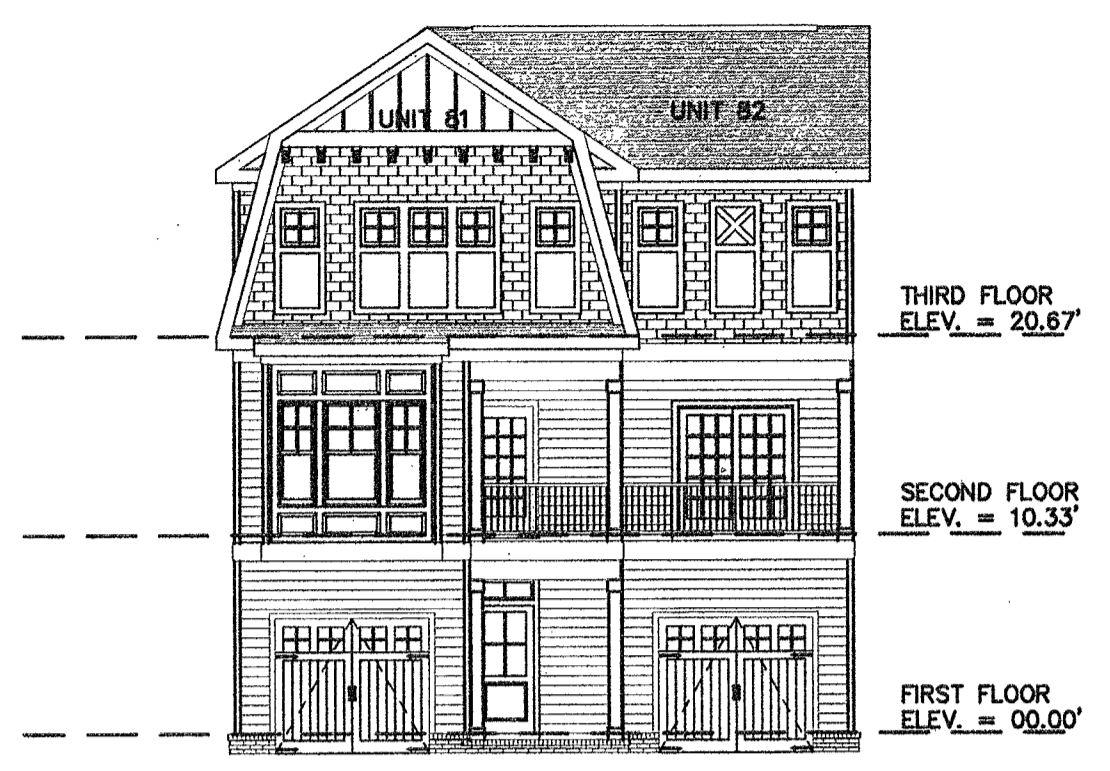 UNIT 81
UNIT 82
THIRD FLOOR
ELEV. = 20.67'
SECOND FLOOR
ELEV. = 10.33'
FIRST FLOOR
ELEV. = 00.00'